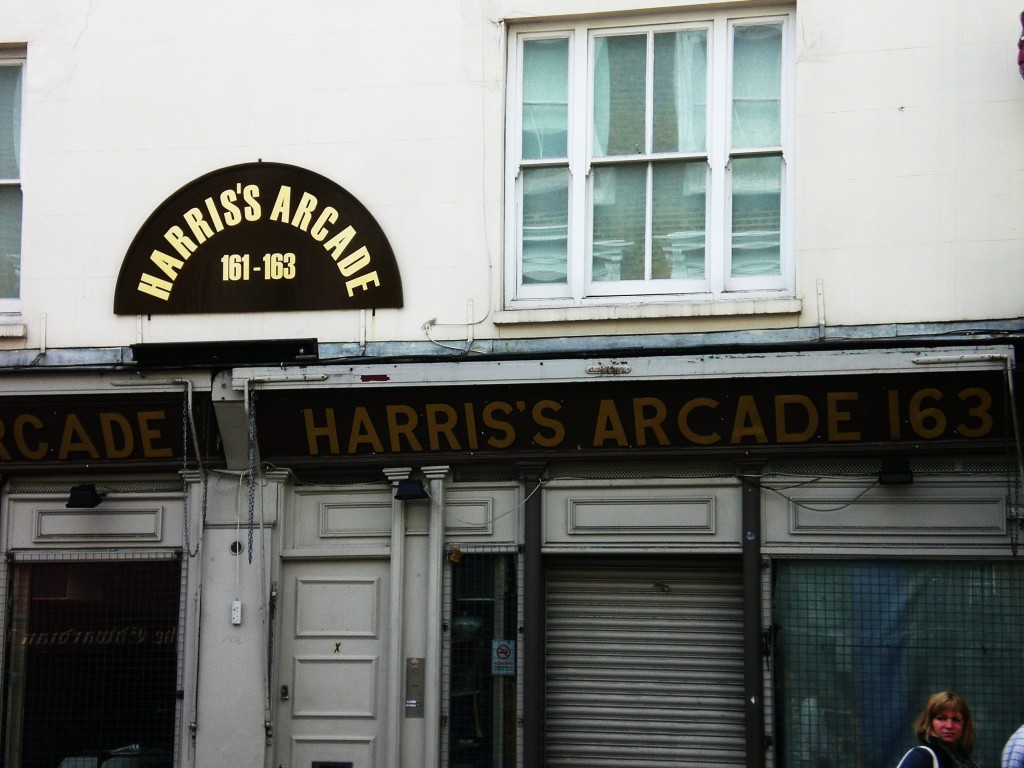 HARRIS'S ARCADE
161-163
RCADE
HARRIS'S ARCADE 163
X